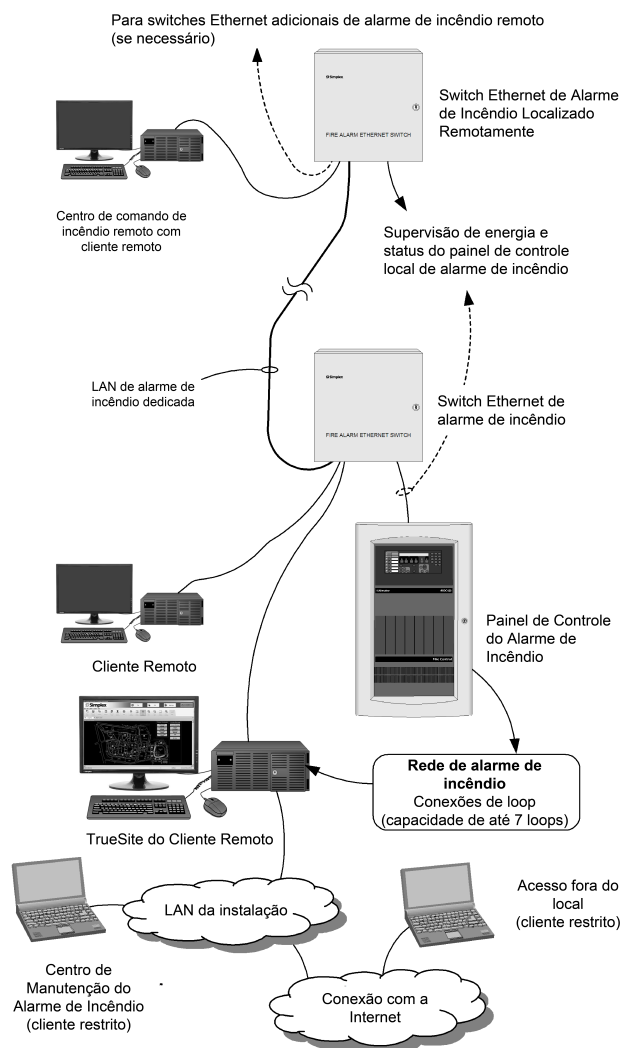 Para switches Ethernet adicionais de alarme de incêndio remoto
(se necessário)
Simplex
FIRE ALARM ETHERNET SWITCH
Switch Ethernet de Alarme
de Incêndio Localizado
Remotamente
Centro de comando de
incêndio remoto com
cliente remoto
Supervisão de energia e
status do painel de controle
local de alarme de incêndio
LAN de alarme de
incêndio dedicada
Simplex
FIRE ALARM ETHERNET SWITCH
Switch Ethernet de
alarme de incêndio
Cliente Remoto
Painel de Controle
do Alarme de
Incêndio
Simplex
TrueSite do Cliente Remoto
Rede de alarme de
incêndio
Conexões de loop
(capacidade de até 7 loops)
LAN da instalação
Acesso fora do
local
(cliente restrito)
Centro de
Manutenção do
Alarme de Incêndio
(cliente restrito)
Conexão com a
Internet